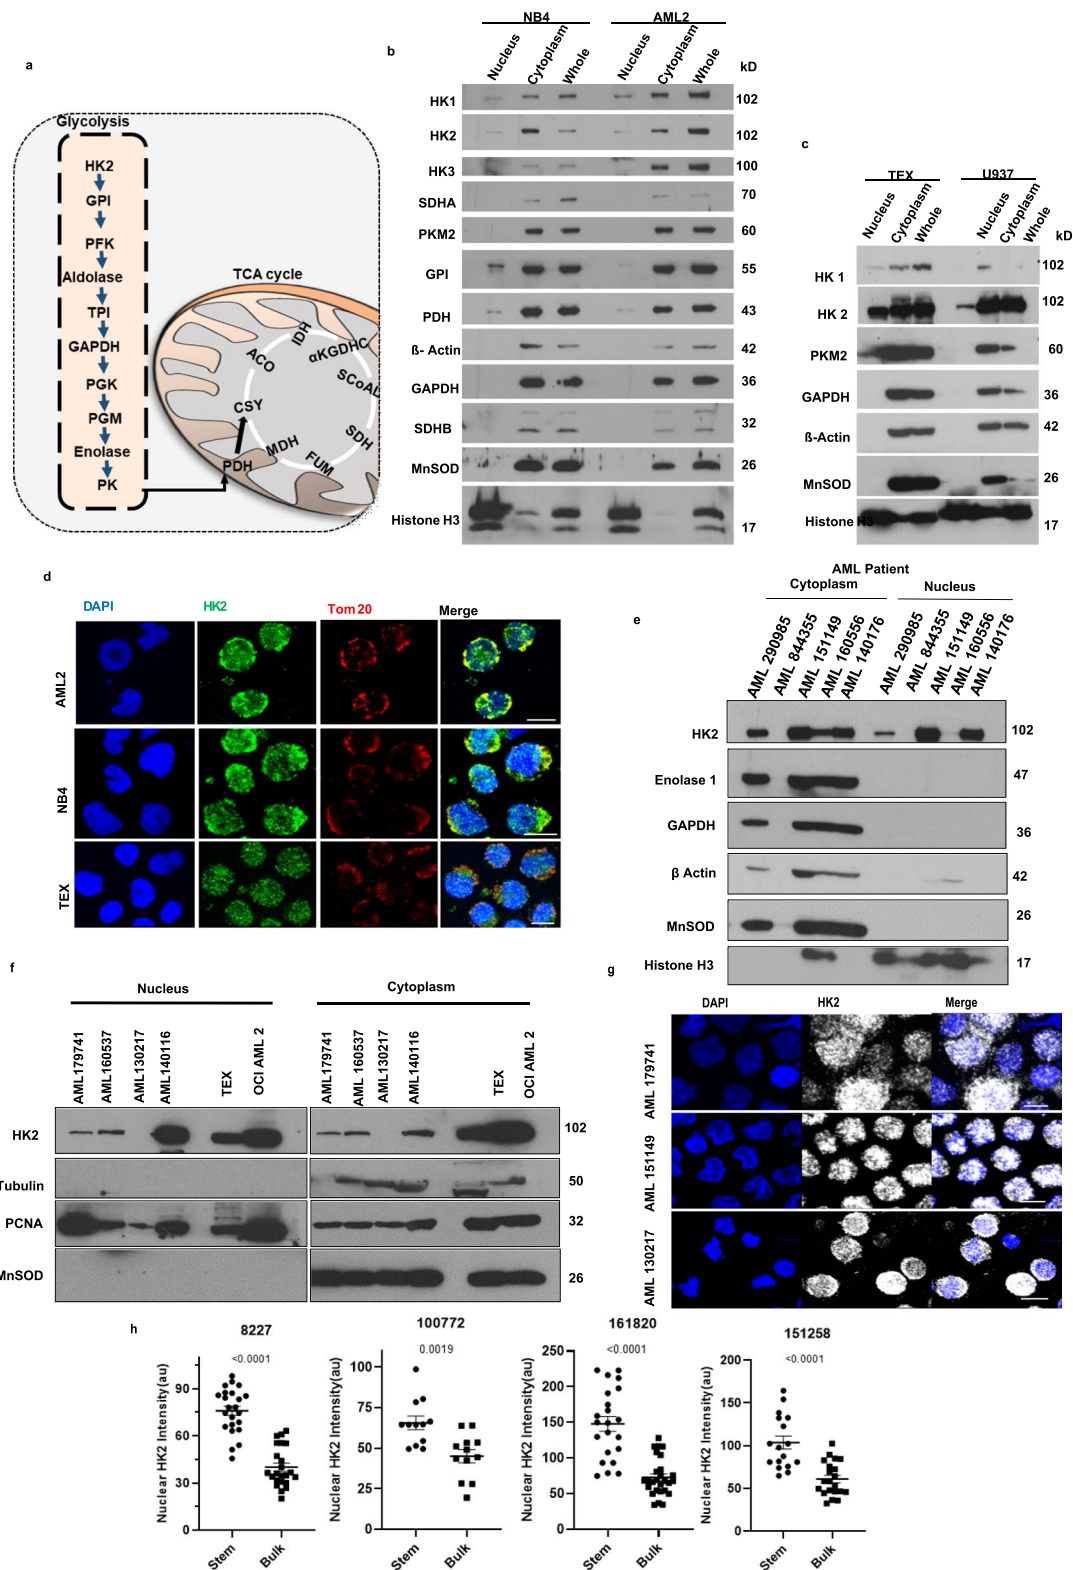 a
Glycolysis
HK2
GPI
PFK
Aldolase
TPI
GAPDH
PGK
PGM
Enolase
PK
TCA cycle
IDH
αKGDHC
SCoAL
SDH
FUM
MDH
CSY
ACO
PDH
b
NB4 AML2
Nucleus Cytoplasm Whole Nucleus Cytoplasm Whole
kD
HK1 102
HK2 102
HK3 100
SDHA 70
PKM2 60
GPI 55
PDH 43
ß- Actin 42
GAPDH 36
SDHB 32
MnSOD 26
Histone H3 17
c
TEX U937
Nucleus Cytoplasm Whole Nucleus Cytoplasm Whole
kD
HK 1 102
HK 2 102
PKM2 60
GAPDH 36
ß-Actin 42
MnSOD 26
Histone H3 17
d
DAPI HK2 Tom 20 Merge
AML2
NB4
TEX
e
AML Patient
Cytoplasm Nucleus
AML 290985 AML 844355 AML 151149 AML 160556 AML 140176 AML 290985 AML 844355 AML 151149 AML 160556 AML 140176
HK2 102
Enolase 1 47
GAPDH 36
β Actin 42
MnSOD 26
Histone H3 17
f
Nucleus Cytoplasm
AML179741 AML160537 AML130217 AML140116 TEX OCI AML 2 AML179741 AML 160537 AML130217 AML140116 TEX OCI AML 2
HK2 102
Tubulin 50
PCNA 32
MnSOD 26
g
DAPI HK2 Merge
AML 179741
AML 151149
AML 130217
h
8227
<0.0001
Nuclear HK2 Intensity(au)
90
60
30
0
Stem Bulk
100772
0.0019
Nuclear HK2 Intensity(au)
100
75
50
25
0
Stem Bulk
161820
<0.0001
Nuclear HK2 Intensity(au)
250
200
150
100
50
0
Stem Bulk
151258
<0.0001
Nuclear HK2 Intensity(au)
200
150
100
50
0
Stem Bulk